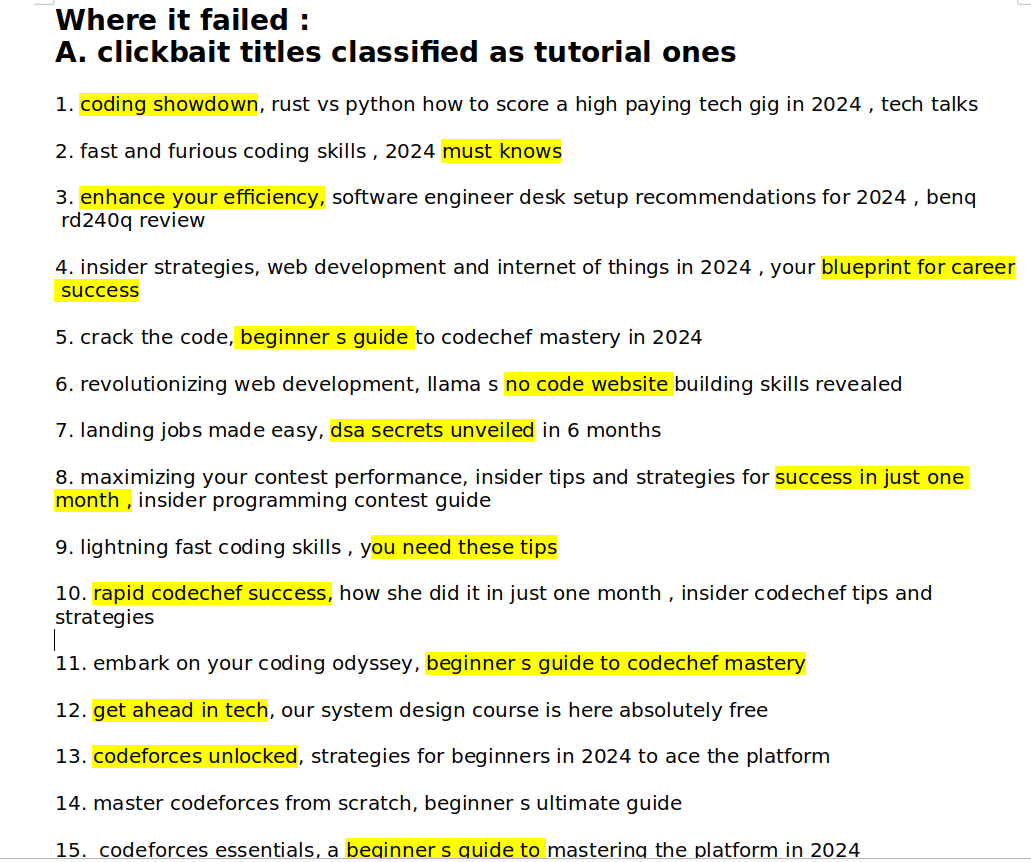 Where it failed :
A. clickbait titles classified as tutorial ones
1. coding showdown, rust vs python how to score a high paying tech gig in 2024 , tech talks
2. fast and furious coding skills , 2024 must knows
3. enhance your efficiency, software engineer desk setup recommendations for 2024 , benq
rd240q review
4. insider strategies, web development and internet of things in 2024 , your blueprint for career
success
5. crack the code, beginner s guide to codechef mastery in 2024
6. revolutionizing web development, llama s no code website building skills revealed
7. landing jobs made easy, dsa secrets unveiled in 6 months
8. maximizing your contest performance, insider tips and strategies for success in just one
month , insider programming contest guide
9. lightning fast coding skills , you need these tips
10. rapid codechef success, how she did it in just one month , insider codechef tips and
strategies
11. embark on your coding odyssey, beginner s guide to codechef mastery
12. get ahead in tech, our system design course is here absolutely free
13. codeforces unlocked, strategies for beginners in 2024 to ace the platform
14. master codeforces from scratch, beginner s ultimate guide
15. codeforces essentials, a beginner s guide to mastering the platform in 2024